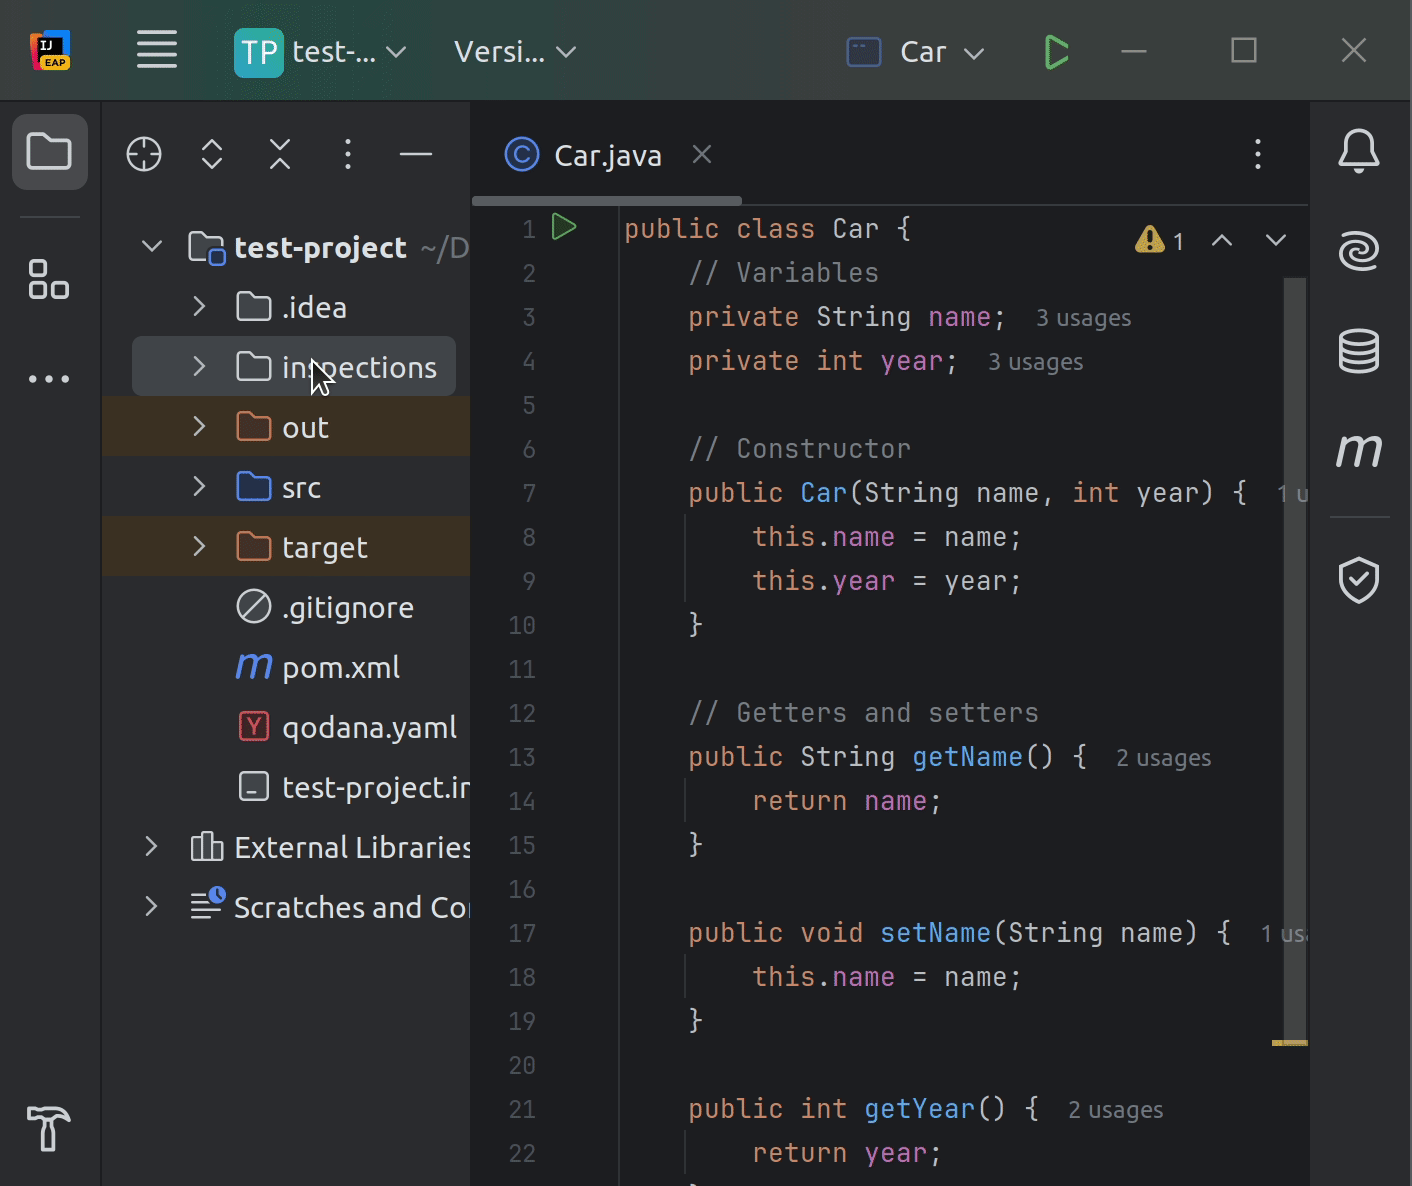 IJ
EAP
TP test-... Versi... Car
Car.java
test-project ~/D
.idea
inspections
out
src
target
.gitignore
pom.xml
qodana.yaml
test-project.i
External Libraries
Scratches and Co
1 public class Car { 1
2 // Variables
3 private String name; 3 usages
4 private int year; 3 usages
5
6 // Constructor
7 public Car(String name, int year) { 1 u
8 this.name = name;
9 this.year = year;
10 }
11
12 // Getters and setters
13 public String getName() { 2 usages
14 return name;
15 }
16
17 public void setName(String name) { 1 usa
18 this.name = name;
19 }
20
21 public int getYear() { 2 usages
22 return year;